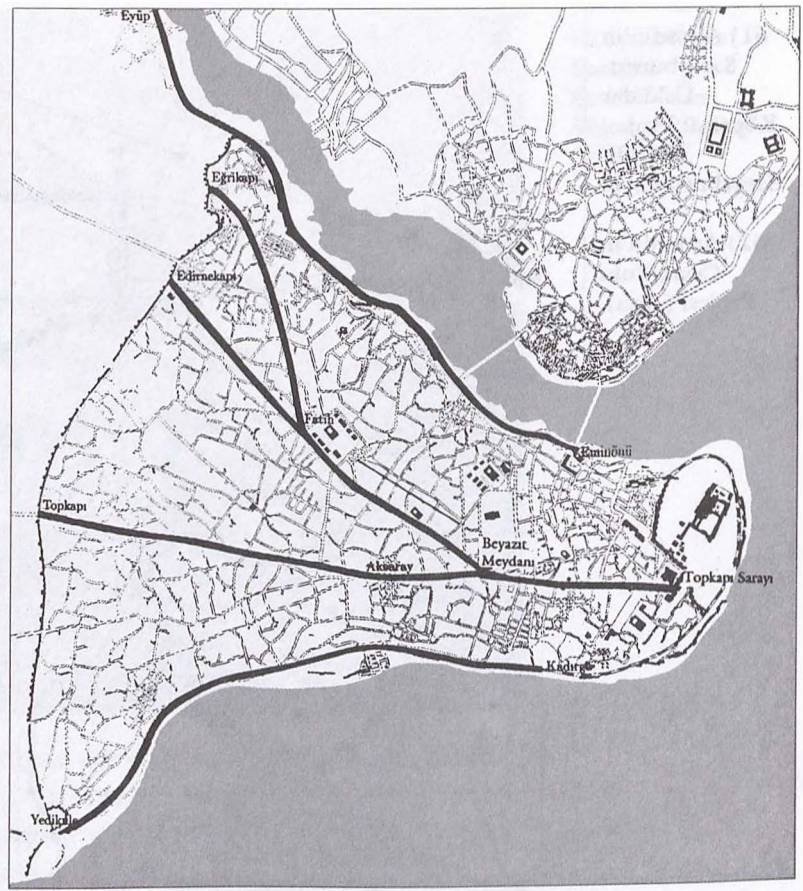 Eyüp
Eğrikapı
Edirnekapı
Fatih
Eminönü
Topkapı
Aksaray
Beyazıt
Meydanı
Topkapı Sarayı
Kadırga
Yedikule